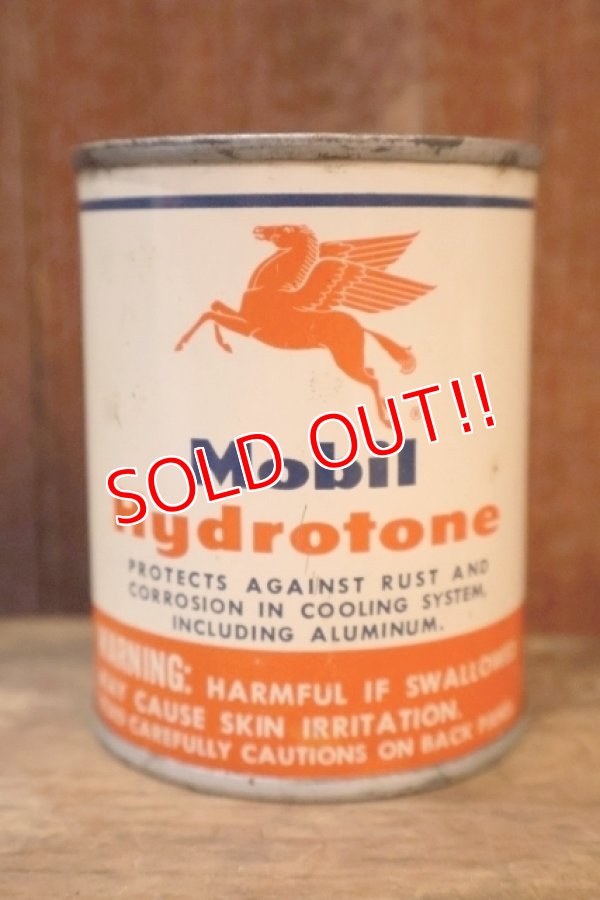 ®
Mobil
SOLD OUT!!
Hydrotone
PROTECTS AGAINST RUST AND
CORROSION IN COOLING SYSTEM,
INCLUDING ALUMINUM.
WARNING: HARMFUL IF SWALLOWED
MAY CAUSE SKIN IRRITATION.
READ CAREFULLY CAUTIONS ON BACK PANEL